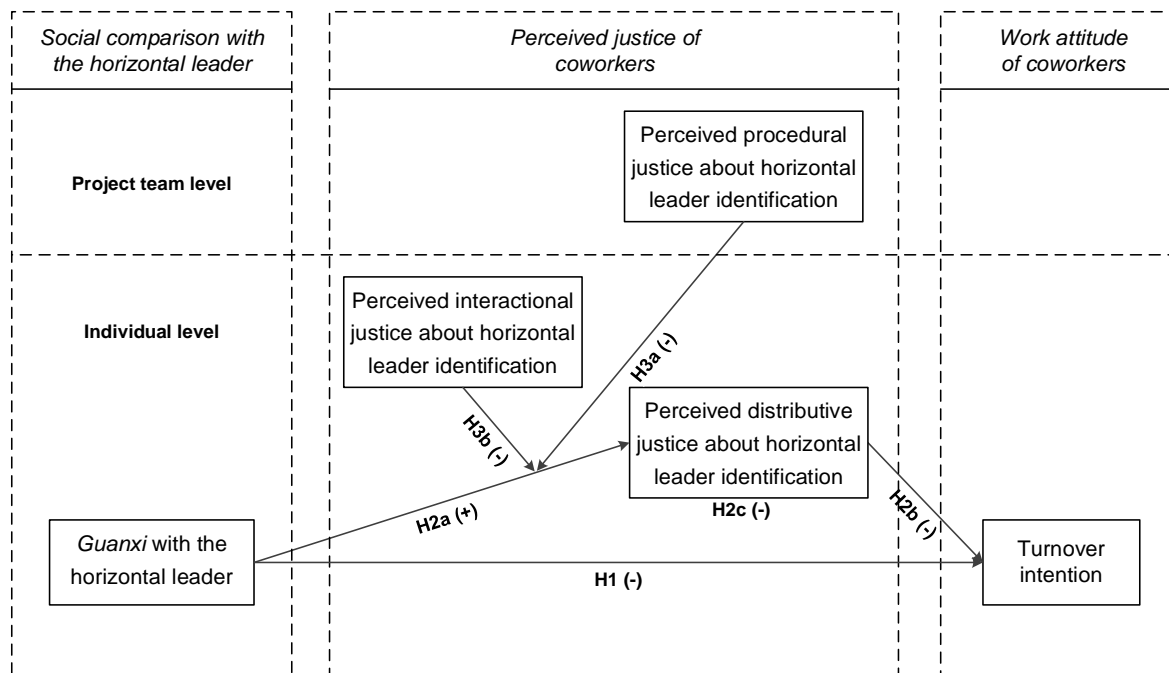 Social comparison with
the horizontal leader
Perceived justice of
coworkers
Work attitude
of coworkers
Project team level
Perceived procedural
justice about horizontal
leader identification
Individual level
Perceived interactional
justice about horizontal
leader identification
H3a (-)
H3b (-)
Perceived distributive
justice about horizontal
leader identification
H2a (+)
H2c (-)
H2b (-)
Guanxi with the
horizontal leader
H1 (-)
Turnover
intention